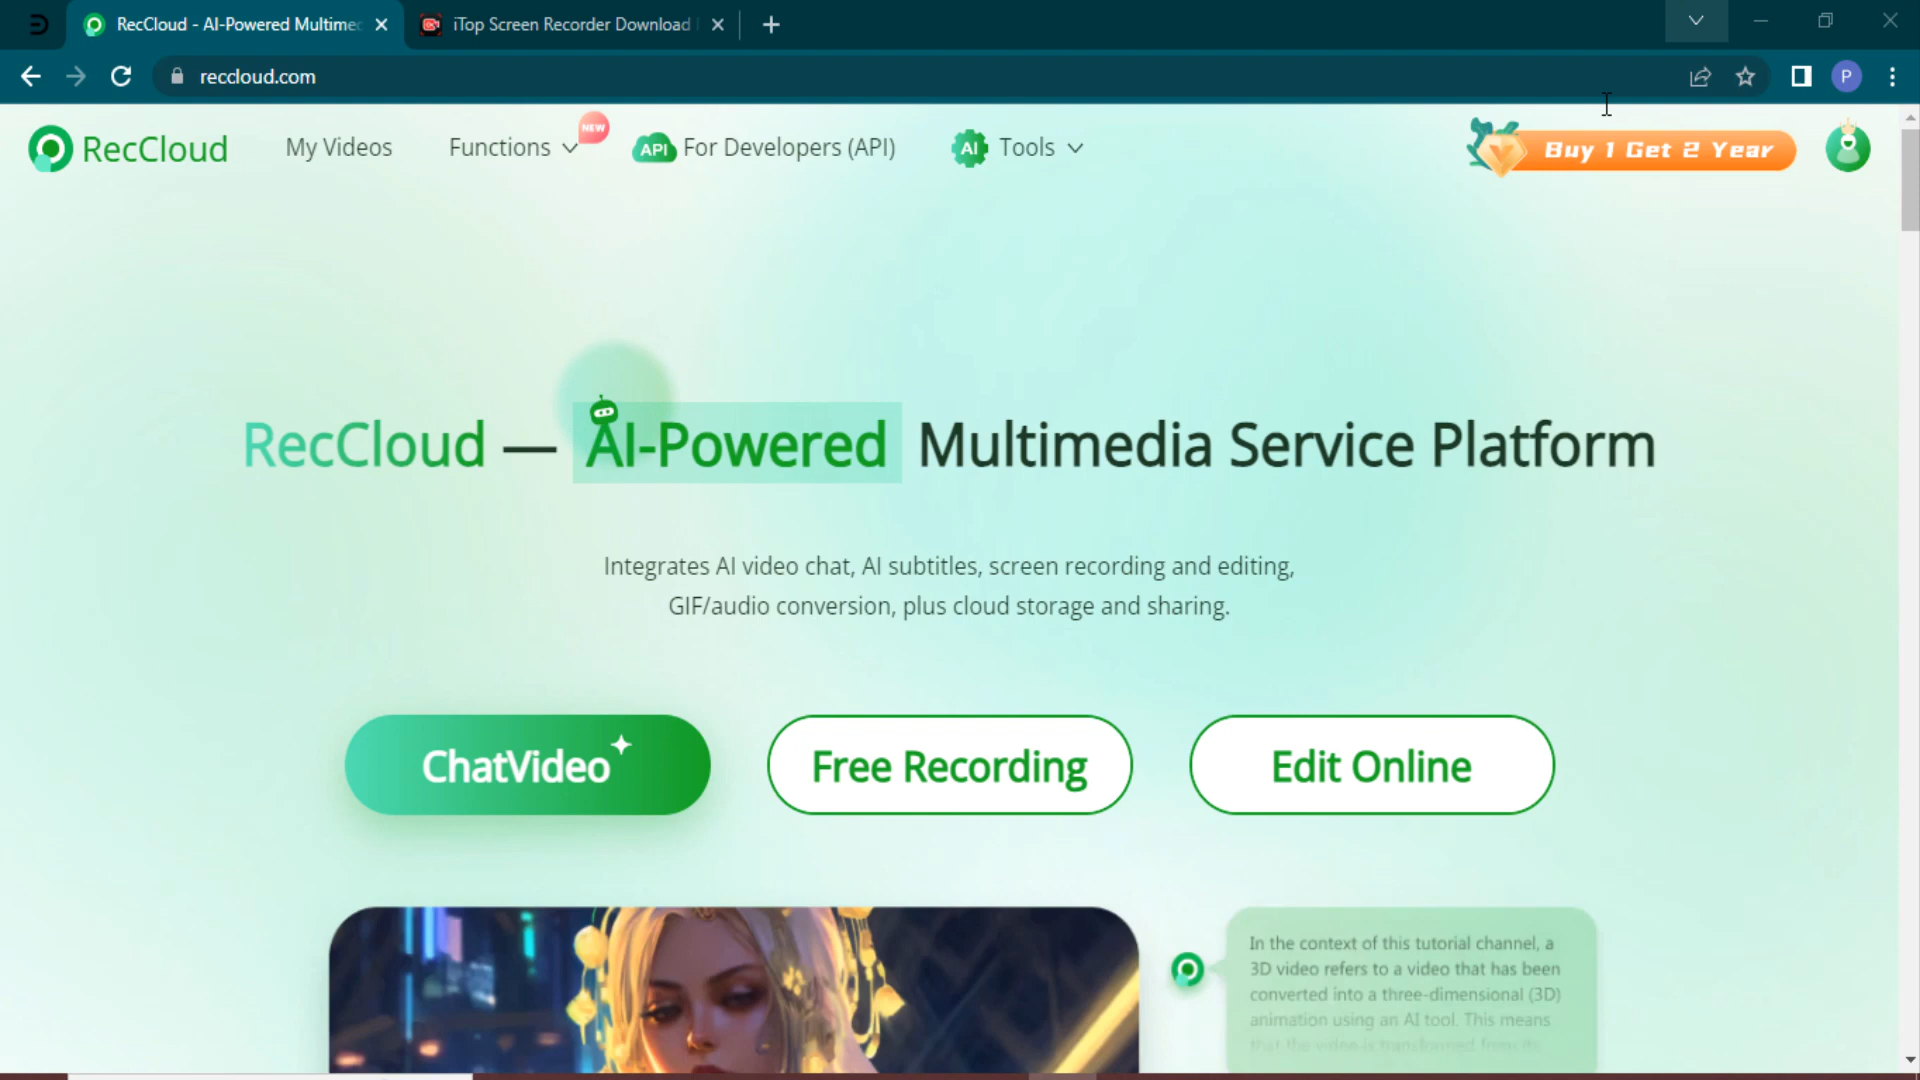 RecCloud - AI-Powered Multimed
iTop Screen Recorder Download
reccloud.com
P
RecCloud
My Videos
Functions
NEW
API
For Developers (API)
AI
Tools
Buy 1 Get 2 Year
RecCloud — AI-Powered Multimedia Service Platform
Integrates AI video chat, AI subtitles, screen recording and editing,
GIF/audio conversion, plus cloud storage and sharing.
ChatVideo
Free Recording
Edit Online
In the context of this tutorial channel, a
3D video refers to a video that has been
converted into a three-dimensional (3D)
animation using an AI tool. This means
that the